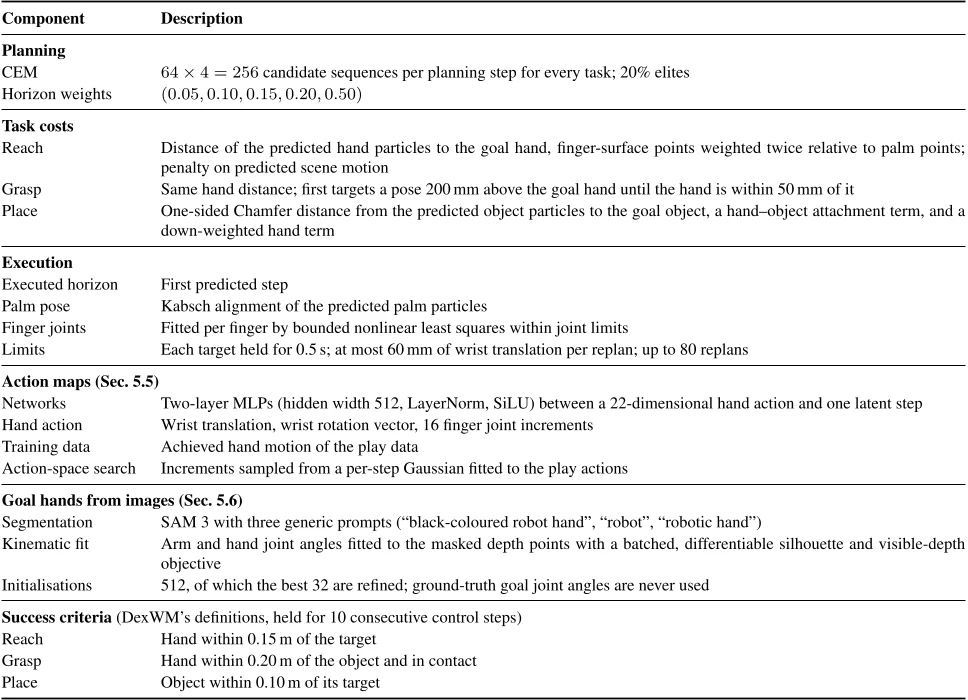 Component Description
Planning
CEM 64 × 4 = 256 candidate sequences per planning step for every task; 20% elites
Horizon weights (0.05, 0.10, 0.15, 0.20, 0.50)
Task costs
Reach Distance of the predicted hand particles to the goal hand, finger-surface points weighted twice relative to palm points;
penalty on predicted scene motion
Grasp Same hand distance; first targets a pose 200 mm above the goal hand until the hand is within 50 mm of it
Place One-sided Chamfer distance from the predicted object particles to the goal object, a hand–object attachment term, and a
down-weighted hand term
Execution
Executed horizon First predicted step
Palm pose Kabsch alignment of the predicted palm particles
Finger joints Fitted per finger by bounded nonlinear least squares within joint limits
Limits Each target held for 0.5 s; at most 60 mm of wrist translation per replan; up to 80 replans
Action maps (Sec. 5.5)
Networks Two-layer MLPs (hidden width 512, LayerNorm, SiLU) between a 22-dimensional hand action and one latent step
Hand action Wrist translation, wrist rotation vector, 16 finger joint increments
Training data Achieved hand motion of the play data
Action-space search Increments sampled from a per-step Gaussian fitted to the play actions
Goal hands from images (Sec. 5.6)
Segmentation SAM 3 with three generic prompts (“black-coloured robot hand”, “robot”, “robotic hand”)
Kinematic fit Arm and hand joint angles fitted to the masked depth points with a batched, differentiable silhouette and visible-depth
objective
Initialisations 512, of which the best 32 are refined; ground-truth goal joint angles are never used
Success criteria (DexWM’s definitions, held for 10 consecutive control steps)
Reach Hand within 0.15 m of the target
Grasp Hand within 0.20 m of the object and in contact
Place Object within 0.10 m of its target